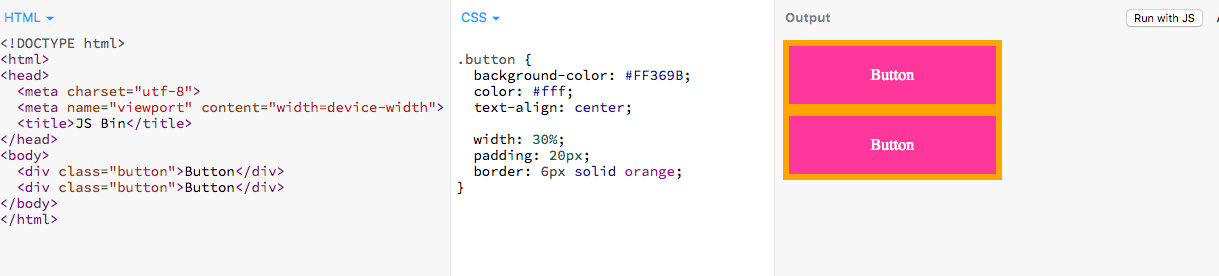 HTML
<!DOCTYPE html>
<html>
<head>
  <meta charset="utf-8">
  <meta name="viewport" content="width=device-width">
  <title>JS Bin</title>
</head>
<body>
  <div class="button">Button</div>
  <div class="button">Button</div>
</body>
</html>
CSS
.button {
  background-color: #FF369B;
  color: #fff;
  text-align: center;
  width: 30%;
  padding: 20px;
  border: 6px solid orange;
}
Output
Run with JS
Button
Button